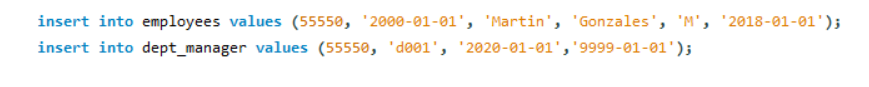 insert into employees values (55550, '2000-01-01', 'Martin', 'Gonzales', 'M', '2018-01-01');
insert into dept_manager values (55550, 'd001', '2020-01-01','9999-01-01');